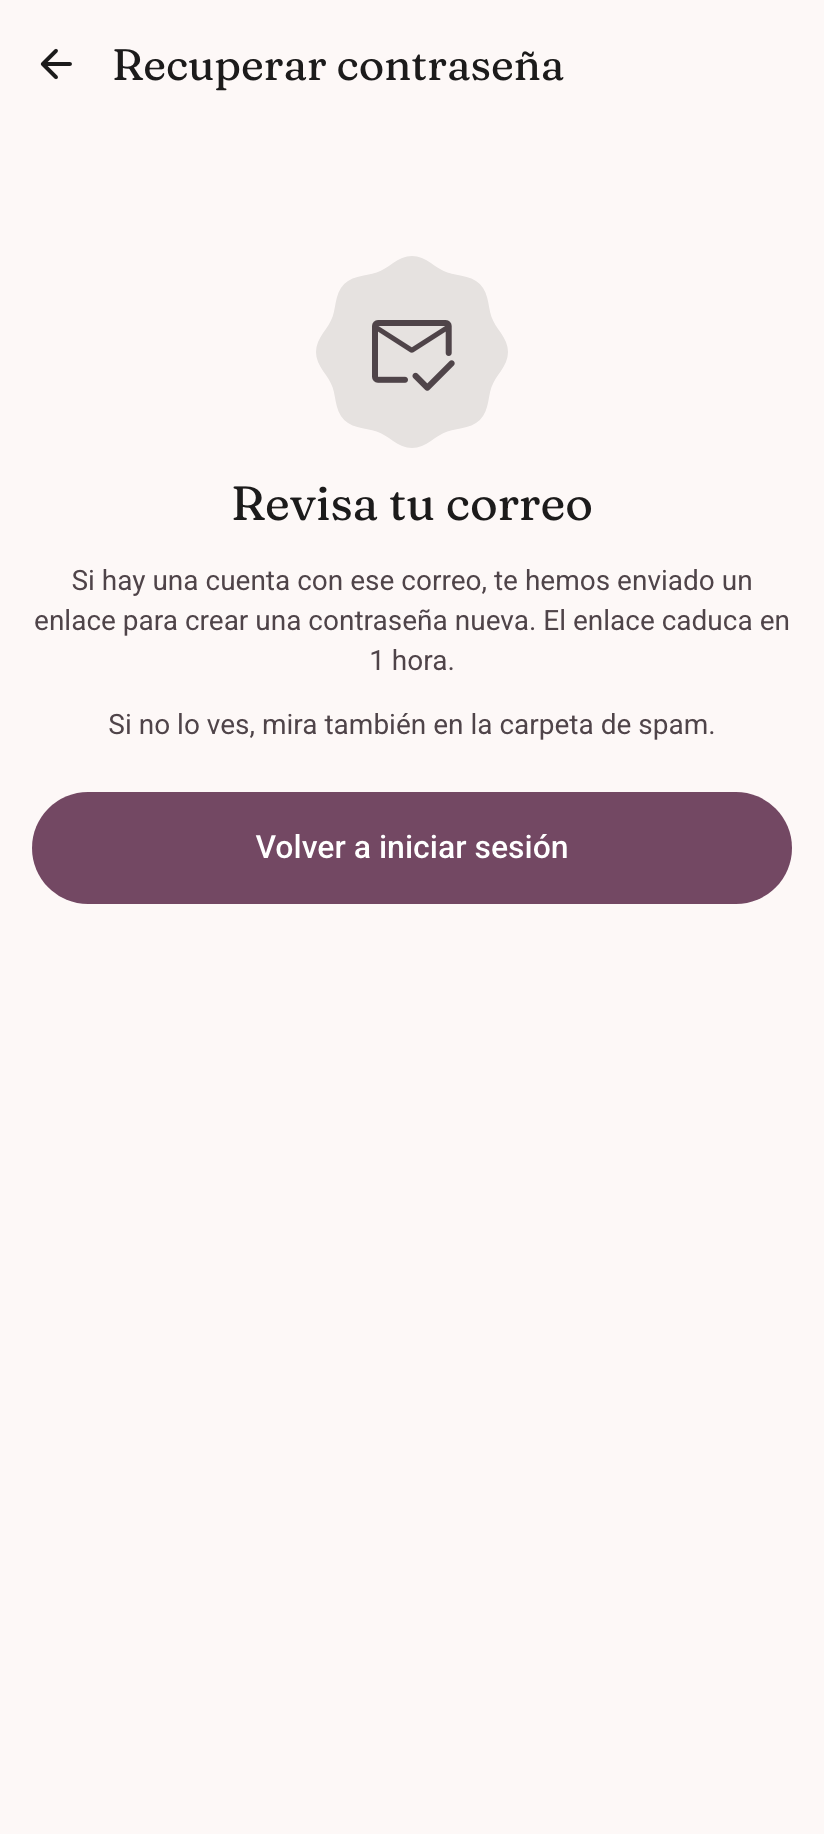 Recuperar contraseña
Revisa tu correo
Si hay una cuenta con ese correo, te hemos enviado un
enlace para crear una contraseña nueva. El enlace caduca en
1 hora.
Si no lo ves, mira también en la carpeta de spam.
Volver a iniciar sesión